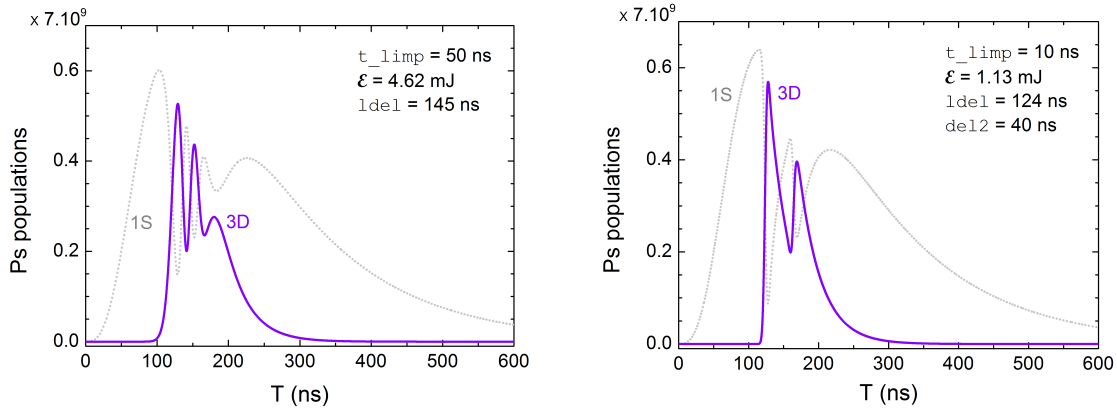 x 7.10⁹
0.6
0.4
0.2
0.0
Ps populations
1S
3D
t_limp = 50 ns
ℰ = 4.62 mJ
ldel = 145 ns
0 100 200 300 400 500 600
T (ns)
x 7.10⁹
0.6
0.4
0.2
0.0
Ps populations
1S
3D
t_limp = 10 ns
ℰ = 1.13 mJ
ldel = 124 ns
del2 = 40 ns
0 100 200 300 400 500 600
T (ns)